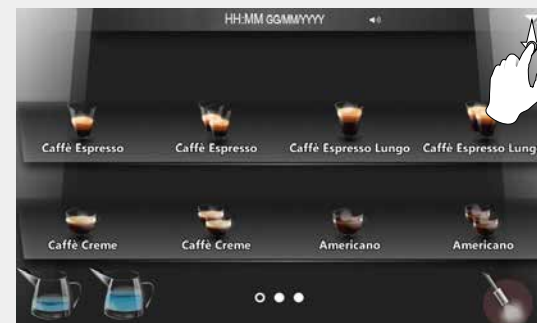 HH:MM GG/MM/YYYY
Caffè Espresso Caffè Espresso Caffè Espresso Lungo Caffè Espresso Lung
Caffè Creme Caffè Creme Americano Americano